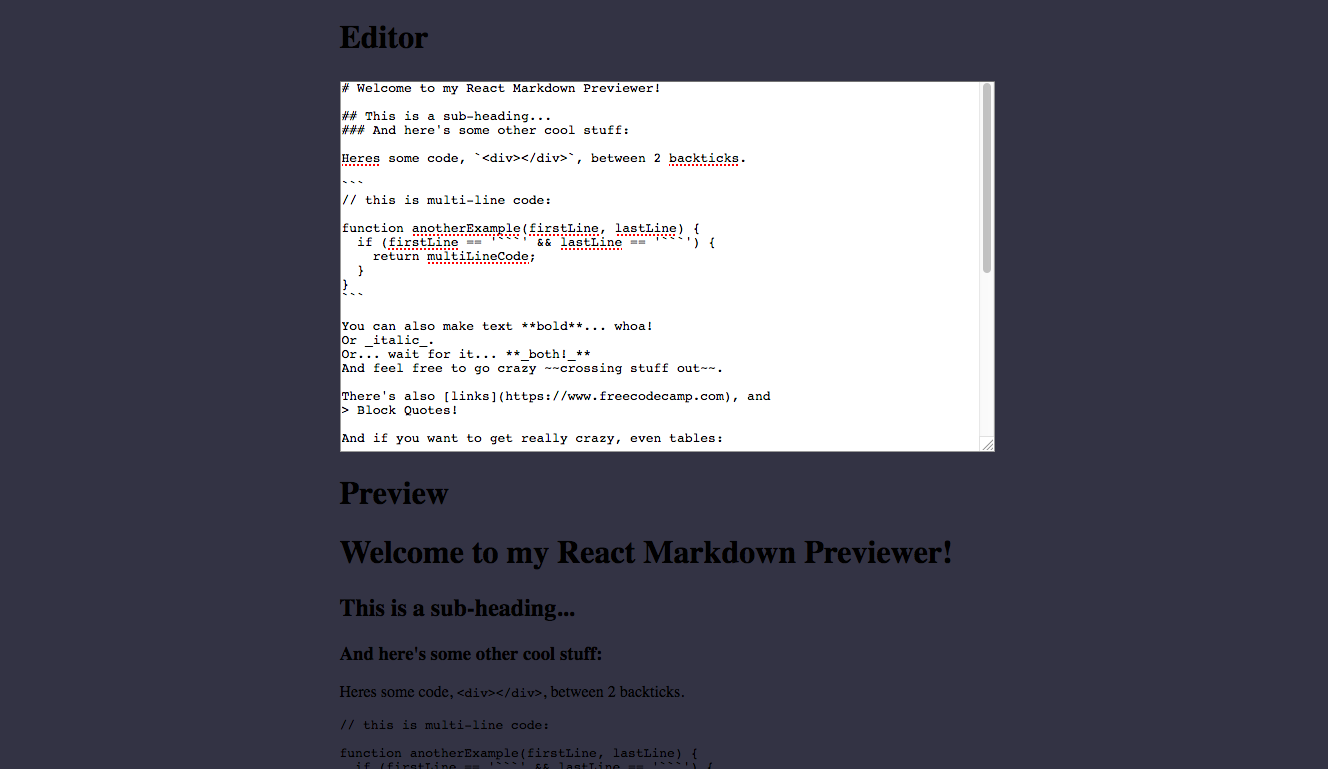 Editor
# Welcome to my React Markdown Previewer!
## This is a sub-heading...
### And here's some other cool stuff:
Heres some code, `<div></div>`, between 2 backticks.
```
// this is multi-line code:
function anotherExample(firstLine, lastLine) {
  if (firstLine == '```' && lastLine == '```') {
    return multiLineCode;
  }
}
```
You can also make text **bold**... whoa!
Or _italic_.
Or... wait for it... **_both!_**
And feel free to go crazy ~~crossing stuff out~~.
There's also [links](https://www.freecodecamp.com), and
> Block Quotes!
And if you want to get really crazy, even tables:
Preview
Welcome to my React Markdown Previewer!
This is a sub-heading...
And here's some other cool stuff:
Heres some code, <div></div>, between 2 backticks.
// this is multi-line code:
function anotherExample(firstLine, lastLine) {
  if (firstLine == '```' && lastLine == '```') {